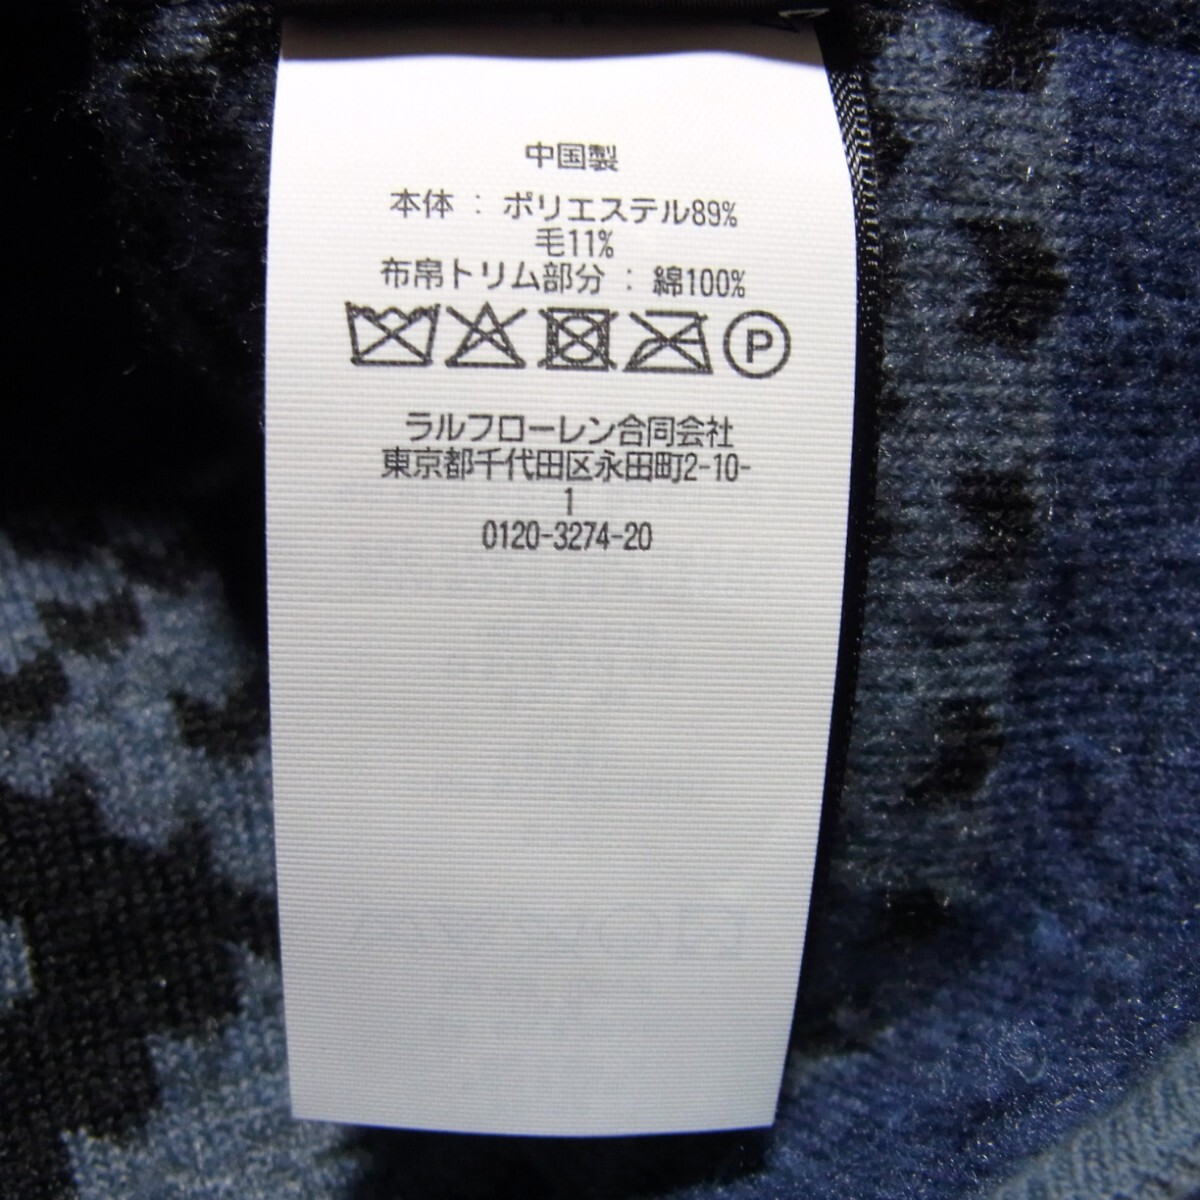 中国製
本体 : ポリエステル89%
毛11%
布帛トリム部分 : 綿100%
P
ラルフローレン合同会社
東京都千代田区永田町2-10-
1
0120-3274-20